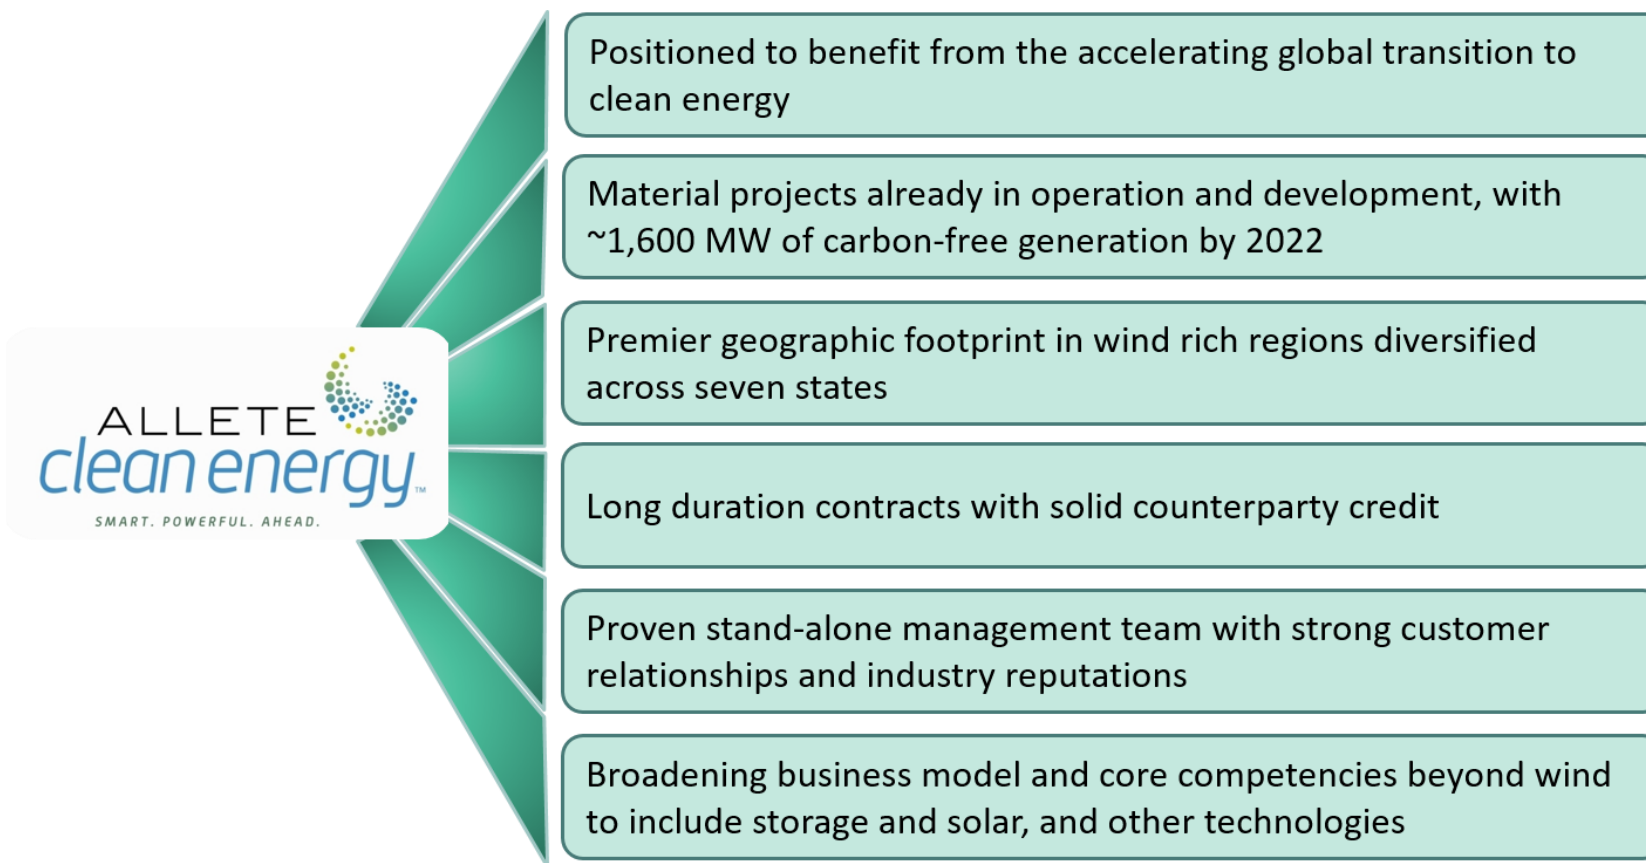 Positioned to benefit from the accelerating global transition to
clean energy
Material projects already in operation and development, with
~1,600 MW of carbon-free generation by 2022
Premier geographic footprint in wind rich regions diversified
across seven states
ALLETE
clean energy™
SMART. POWERFUL. AHEAD.
Long duration contracts with solid counterparty credit
Proven stand-alone management team with strong customer
relationships and industry reputations
Broadening business model and core competencies beyond wind
to include storage and solar, and other technologies